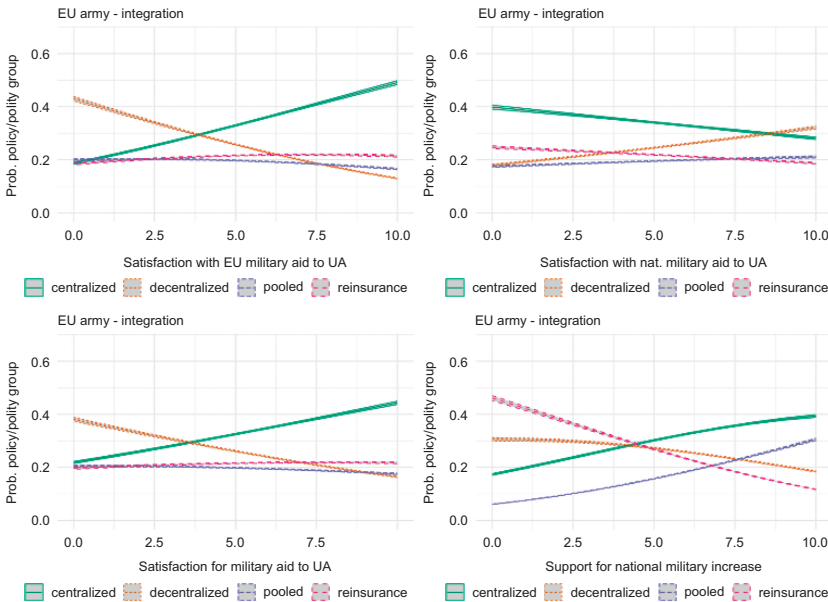 EU army - integration
Prob. policy/polity group
0.6
0.4
0.2
0.0
0.0 2.5 5.0 7.5 10.0
Satisfaction with EU military aid to UA
centralized decentralized pooled reinsurance
EU army - integration
Prob. policy/polity group
0.6
0.4
0.2
0.0
0.0 2.5 5.0 7.5 10.0
Satisfaction with nat. military aid to UA
centralized decentralized pooled reinsurance
EU army - integration
Prob. policy/polity group
0.6
0.4
0.2
0.0
0.0 2.5 5.0 7.5
Satisfaction for military aid to UA
centralized decentralized pooled reinsurance
EU army - integration
Prob. policy/polity group
0.6
0.4
0.2
0.0
0.0 2.5 5.0 7.5 10.0
Support for national military increase
centralized decentralized pooled reinsurance